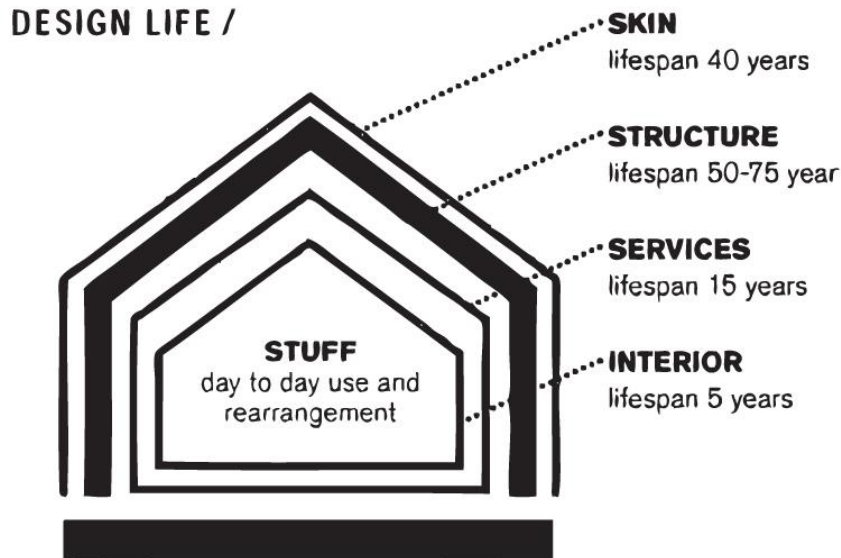 DESIGN LIFE /
SKIN
lifespan 40 years
STRUCTURE
lifespan 50-75 year
SERVICES
lifespan 15 years
INTERIOR
lifespan 5 years
STUFF
day to day use and
rearrangement